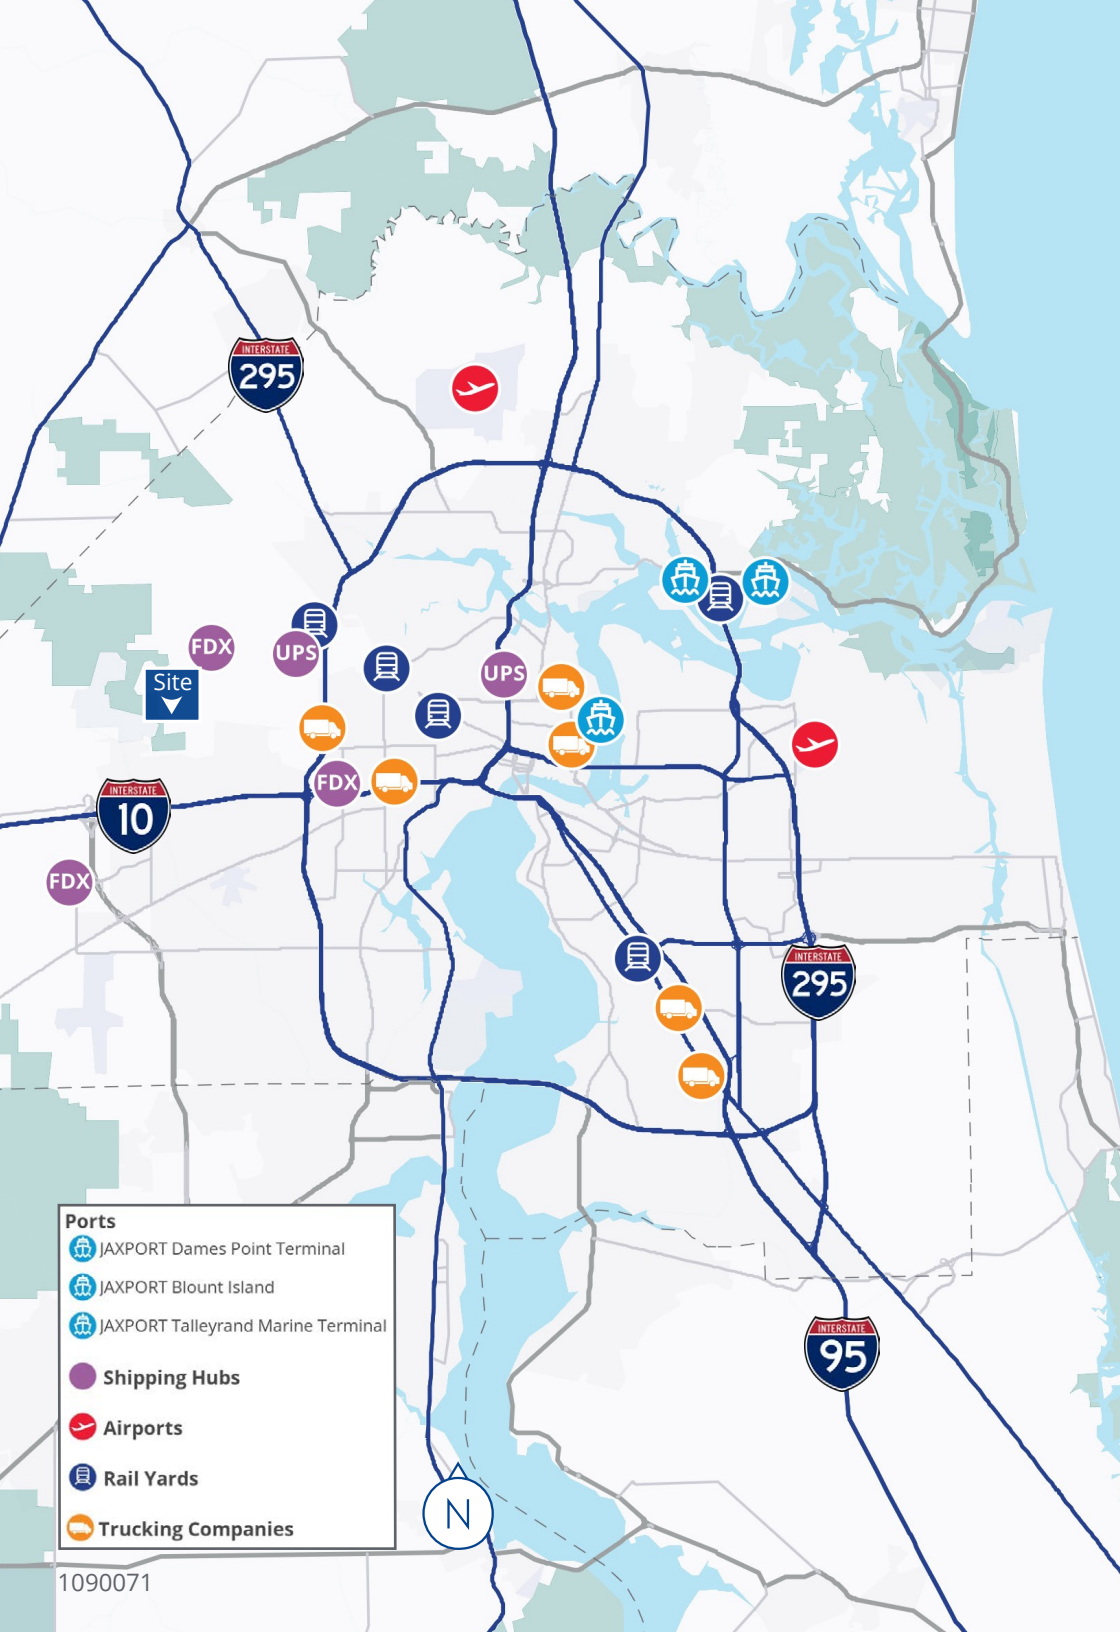 INTERSTATE
295
FDX
UPS
UPS
Site
FDX
INTERSTATE
10
FDX
INTERSTATE
295
Ports
JAXPORT Dames Point Terminal
JAXPORT Blount Island
JAXPORT Talleyrand Marine Terminal
Shipping Hubs
Airports
Rail Yards
Trucking Companies
INTERSTATE
95
N
1090071